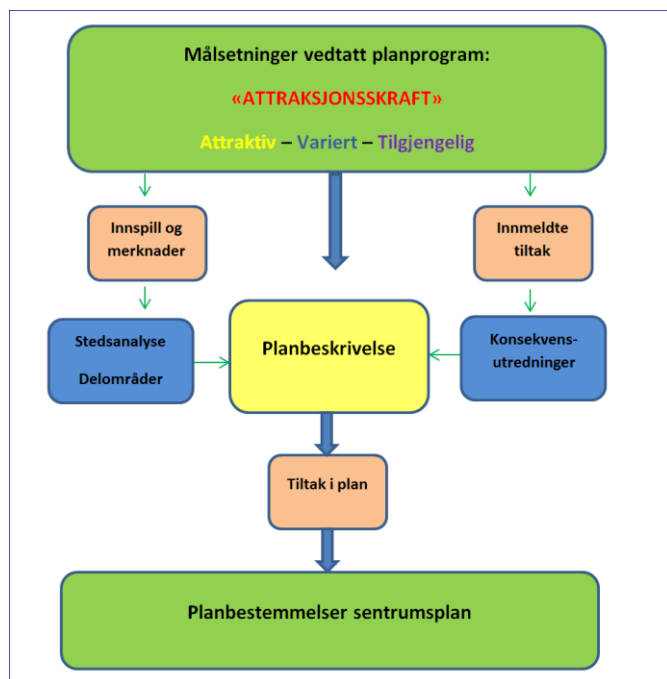 Målsetninger vedtatt planprogram:
«ATTRAKSJONSSKRAFT»
Attraktiv – Variert – Tilgjengelig
Innspill og
merknader
Innmeldte
tiltak
Stedsanalyse
Delområder
Planbeskrivelse
Konsekvens-
utredninger
Tiltak i plan
Planbestemmelser sentrumsplan